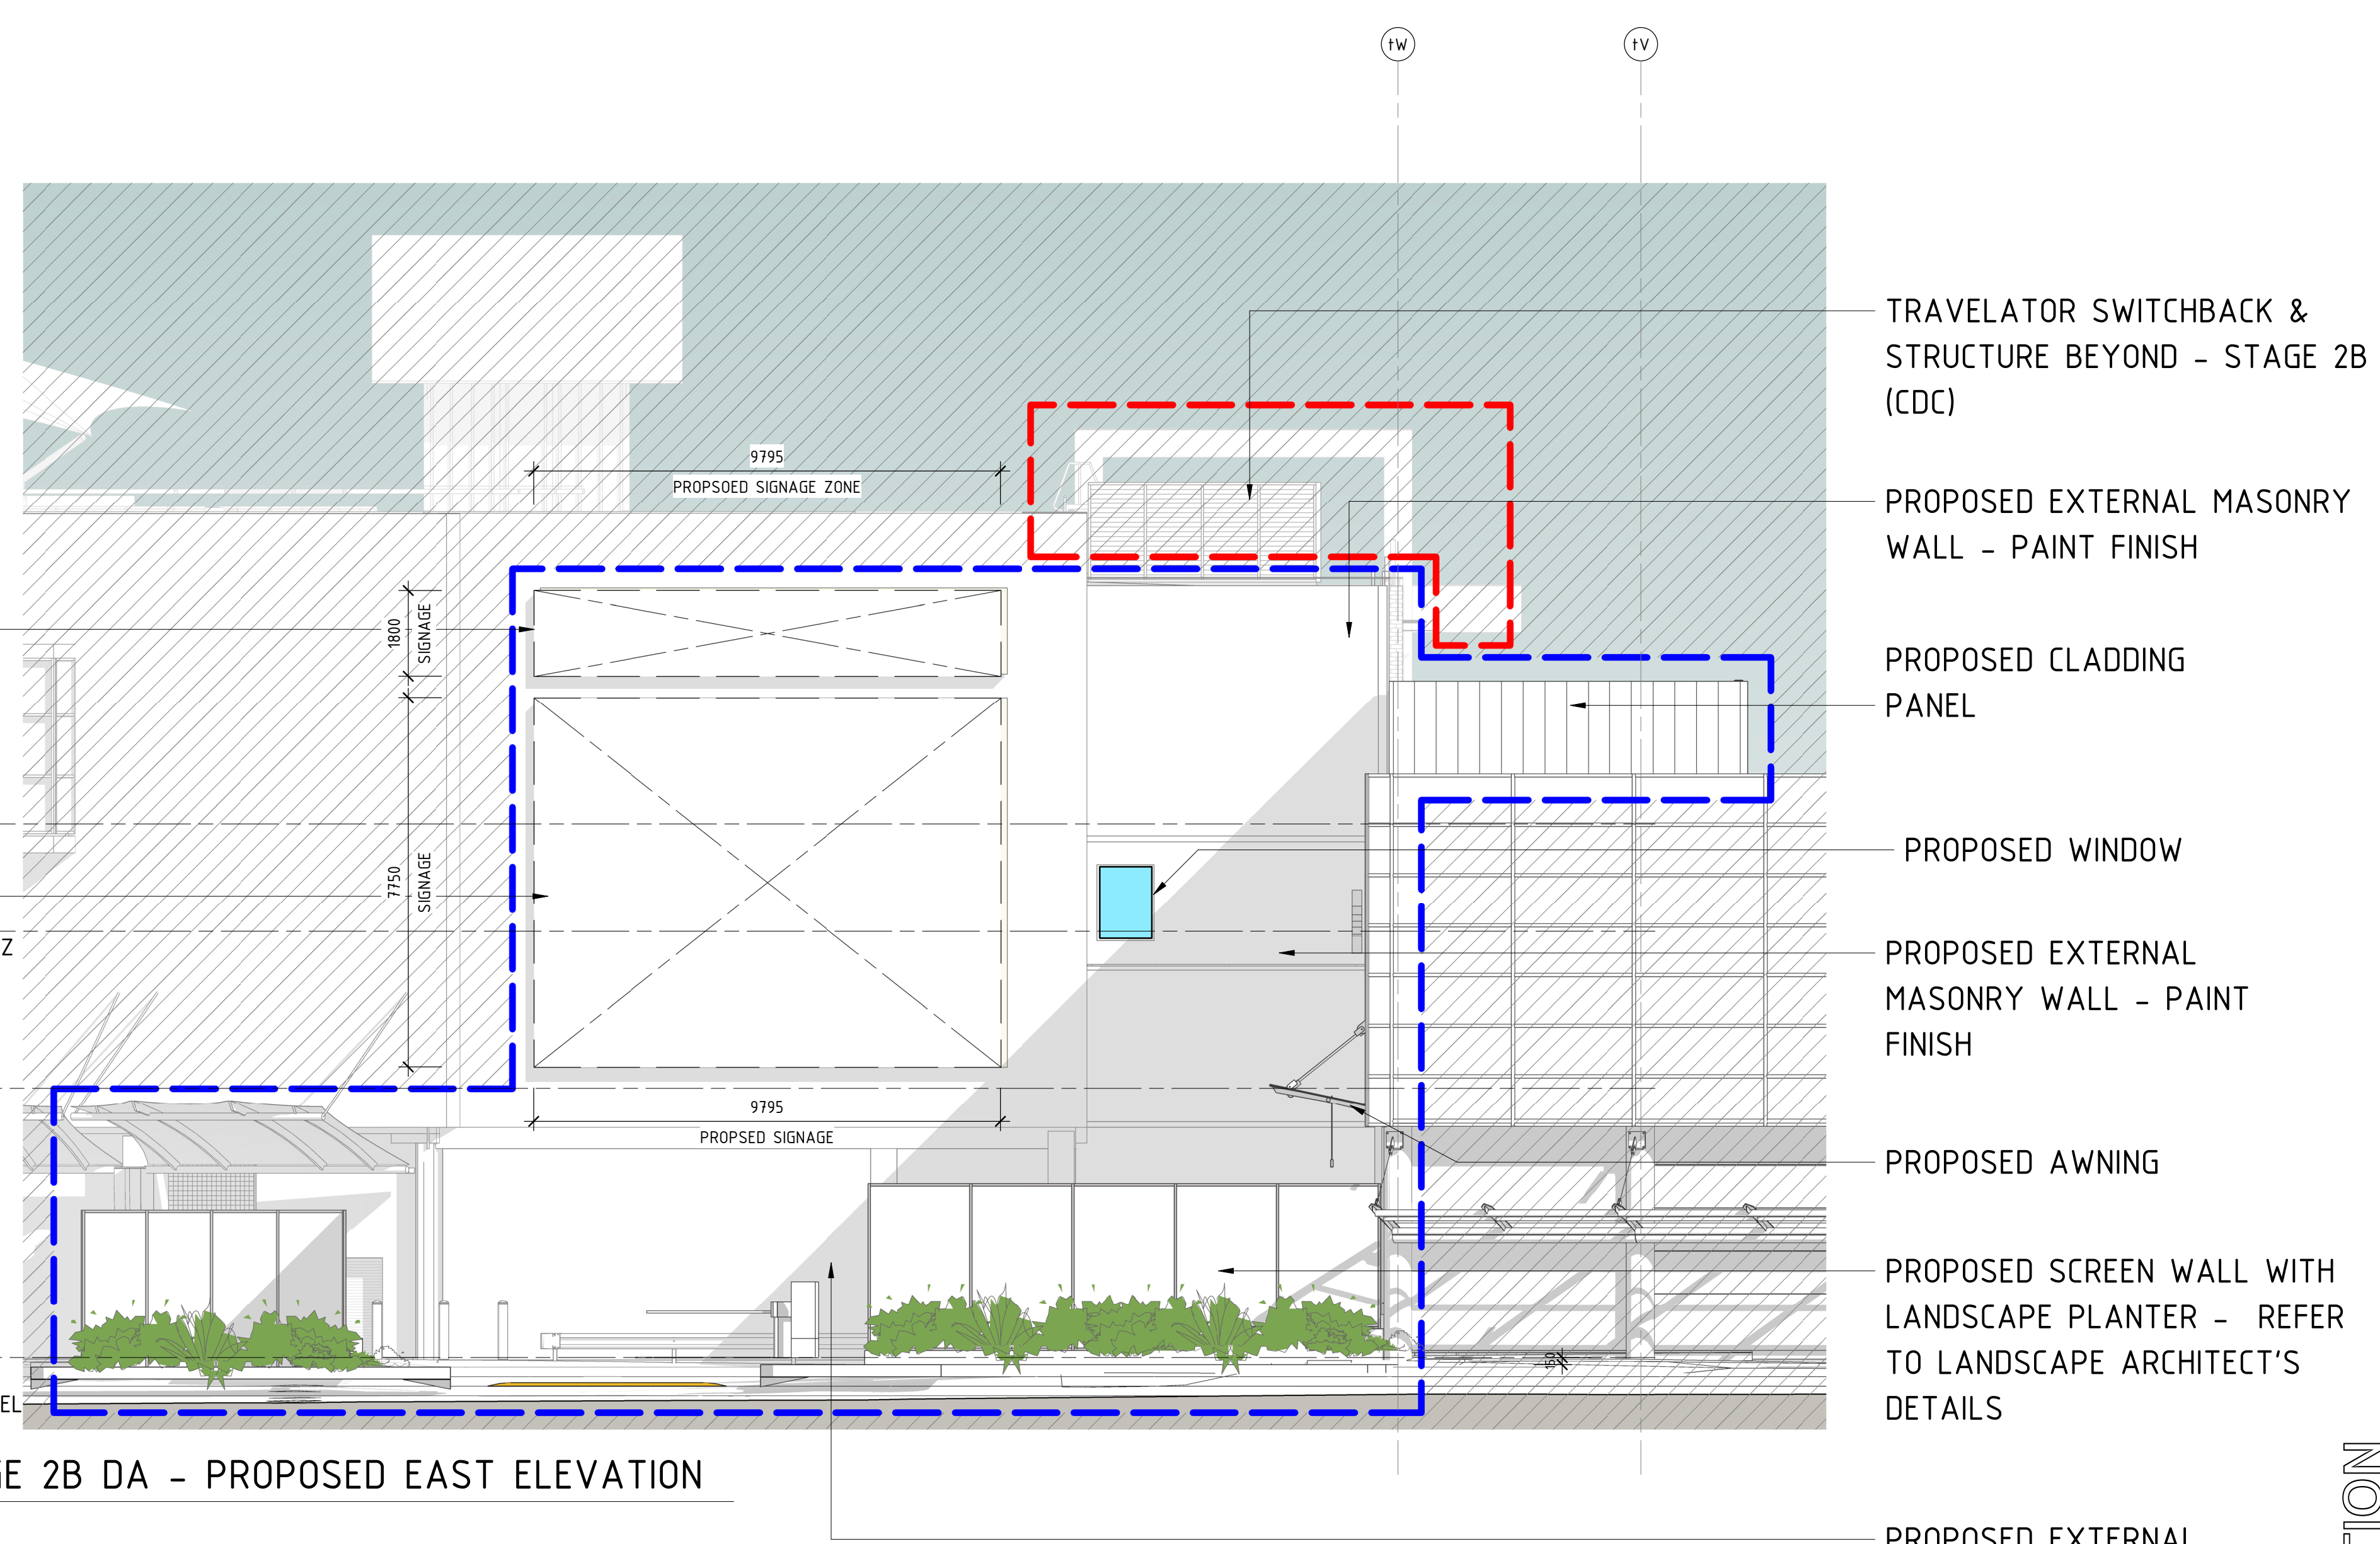 tW
tV
TRAVELATOR SWITCHBACK &
STRUCTURE BEYOND - STAGE 2B
(CDC)
9795
PROPSOED SIGNAGE ZONE
PROPOSED EXTERNAL MASONRY
WALL - PAINT FINISH
1800
SIGNAGE
PROPOSED CLADDING
PANEL
7750
SIGNAGE
PROPOSED WINDOW
Z
PROPOSED EXTERNAL
MASONRY WALL - PAINT
FINISH
9795
PROPSED SIGNAGE
PROPOSED AWNING
PROPOSED SCREEN WALL WITH
LANDSCAPE PLANTER - REFER
TO LANDSCAPE ARCHITECT'S
DETAILS
150
EL
GE 2B DA - PROPOSED EAST ELEVATION
PROPOSED EXTERNAL